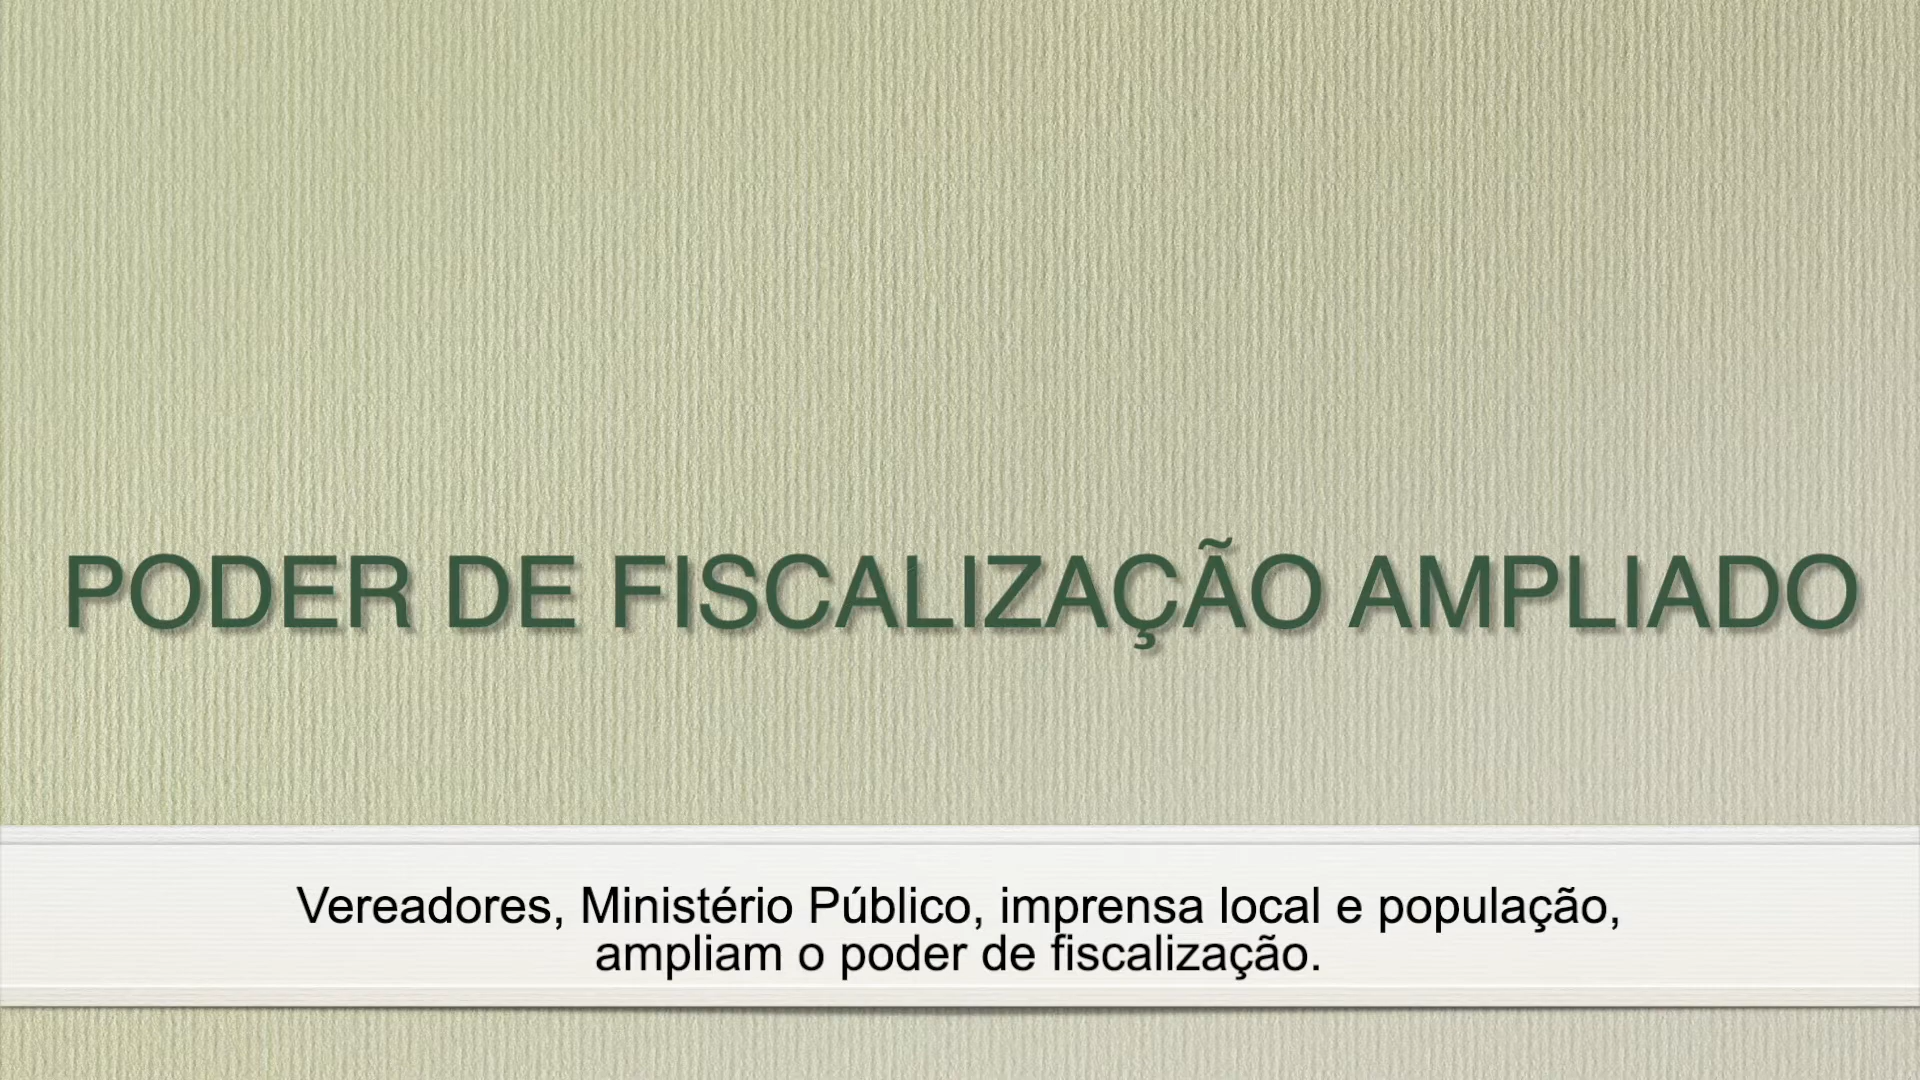 PODER DE FISCALIZAÇÃO AMPLIADO
Vereadores, Ministério Público, imprensa local e população,
ampliam o poder de fiscalização.